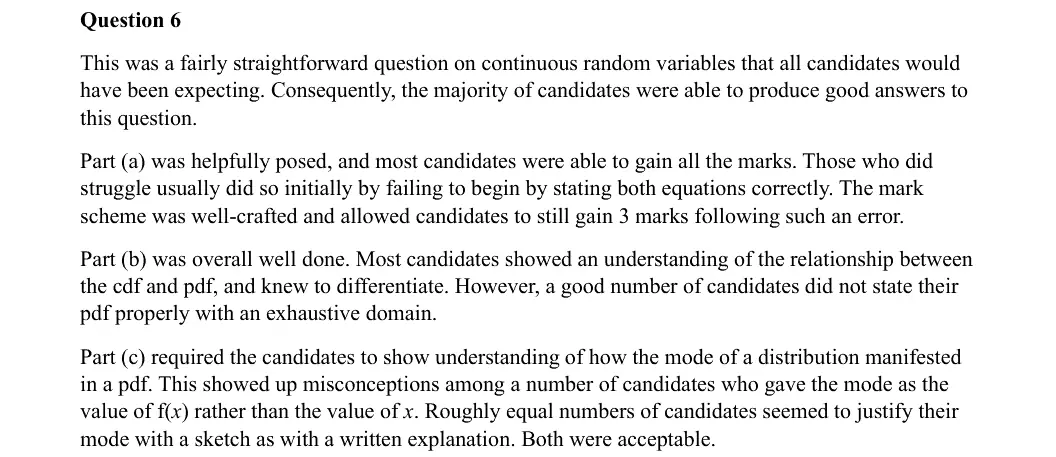 Question 6
This was a fairly straightforward question on continuous random variables that all candidates would
have been expecting. Consequently, the majority of candidates were able to produce good answers to
this question.
Part (a) was helpfully posed, and most candidates were able to gain all the marks. Those who did
struggle usually did so initially by failing to begin by stating both equations correctly. The mark
scheme was well-crafted and allowed candidates to still gain 3 marks following such an error.
Part (b) was overall well done. Most candidates showed an understanding of the relationship between
the cdf and pdf, and knew to differentiate. However, a good number of candidates did not state their
pdf properly with an exhaustive domain.
Part (c) required the candidates to show understanding of how the mode of a distribution manifested
in a pdf. This showed up misconceptions among a number of candidates who gave the mode as the
value of f(x) rather than the value of x. Roughly equal numbers of candidates seemed to justify their
mode with a sketch as with a written explanation. Both were acceptable.